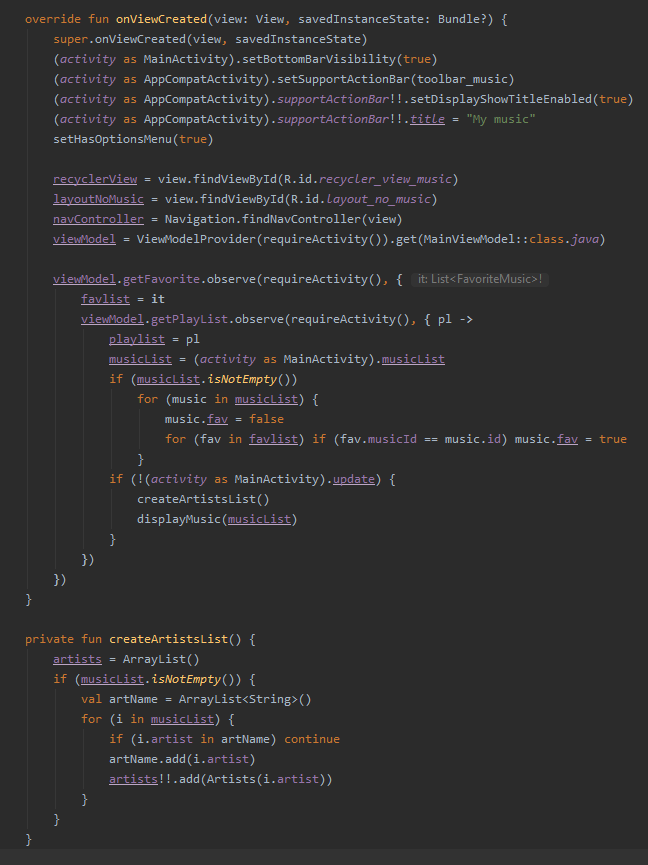 override fun onViewCreated(view: View, savedInstanceState: Bundle?) {
super.onViewCreated(view, savedInstanceState)
(activity as MainActivity).setBottomBarVisibility(true)
(activity as AppCompatActivity).setSupportActionBar(toolbar_music)
(activity as AppCompatActivity).supportActionBar!!.setDisplayShowTitleEnabled(true)
(activity as AppCompatActivity).supportActionBar!!.title = "My music"
setHasOptionsMenu(true)
recyclerView = view.findViewById(R.id.recycler_view_music)
layoutNoMusic = view.findViewById(R.id.layout_no_music)
navController = Navigation.findNavController(view)
viewModel = ViewModelProvider(requireActivity()).get(MainViewModel::class.java)
viewModel.getFavorite.observe(requireActivity(), { it: List<FavoriteMusic>!
favlist = it
viewModel.getPlayList.observe(requireActivity(), { pl ->
playlist = pl
musicList = (activity as MainActivity).musicList
if (musicList.isNotEmpty())
for (music in musicList) {
music.fav = false
for (fav in favlist) if (fav.musicId == music.id) music.fav = true
}
if (!(activity as MainActivity).update) {
createArtistsList()
displayMusic(musicList)
}
})
})
}
private fun createArtistsList() {
artists = ArrayList()
if (musicList.isNotEmpty()) {
val artName = ArrayList<String>()
for (i in musicList) {
if (i.artist in artName) continue
artName.add(i.artist)
artists!!.add(Artists(i.artist))
}
}
}